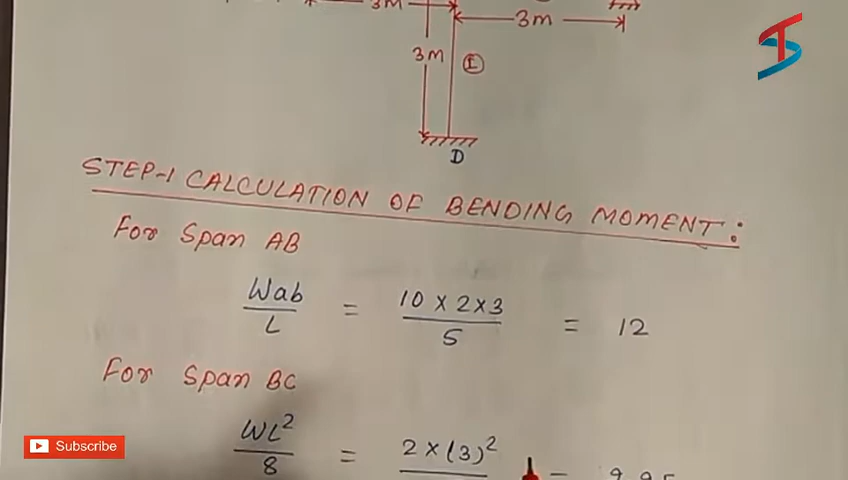 3M
3M
3M
I
D
STEP-1 CALCULATION OF BENDING MOMENT:
For Span AB
Wab/L = 10 × 2 × 3/5 = 12
For Span BC
WL²/8 = 2 × (3)² =
Subscribe